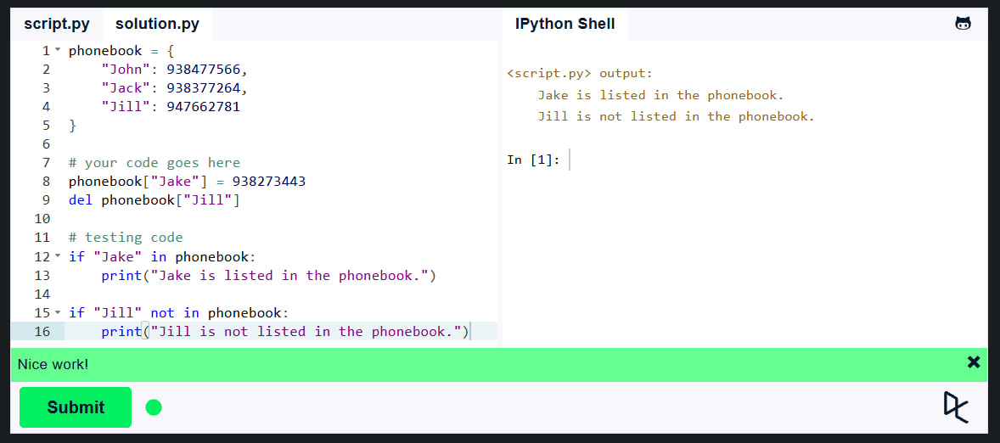 script.py solution.py
1 phonebook = {
2     "John": 938477566,
3     "Jack": 938377264,
4     "Jill": 947662781
5 }
6
7 # your code goes here
8 phonebook["Jake"] = 938273443
9 del phonebook["Jill"]
10
11 # testing code
12 if "Jake" in phonebook:
13     print("Jake is listed in the phonebook.")
14
15 if "Jill" not in phonebook:
16     print("Jill is not listed in the phonebook.")
IPython Shell
<script.py> output:
    Jake is listed in the phonebook.
    Jill is not listed in the phonebook.
In [1]:
Nice work!
Submit